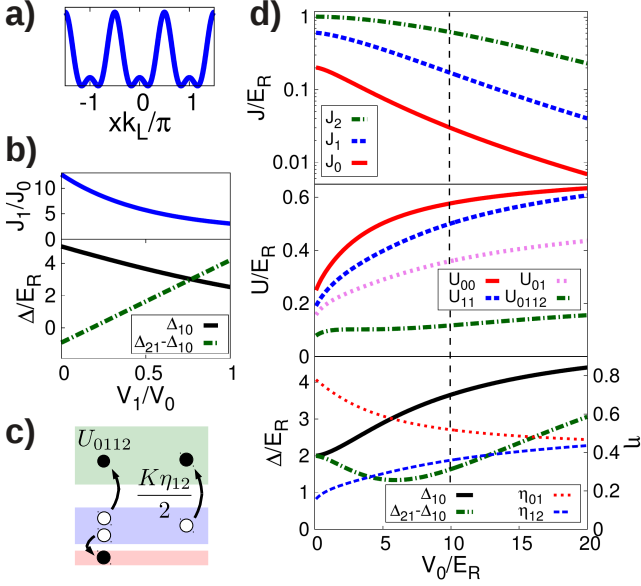 a)
-1 0 1
xk_L/π
b)
J_1/J_0
10
5
0
Δ/E_R
4
2
0
Δ_10
Δ_21-Δ_10
0 0.5 1
V_1/V_0
c)
U_0112
Kη_12
2
d)
J/E_R
1
0.1
0.01
J_2
J_1
J_0
U/E_R
0.6
0.4
0.2
0
U_00 U_01
U_11 U_0112
Δ/E_R
4
3
2
1
0
0.8
0.6
0.4
0.2
0
η
Δ_10 η_01
Δ_21-Δ_10 η_12
0 5 10 15 20
V_0/E_R